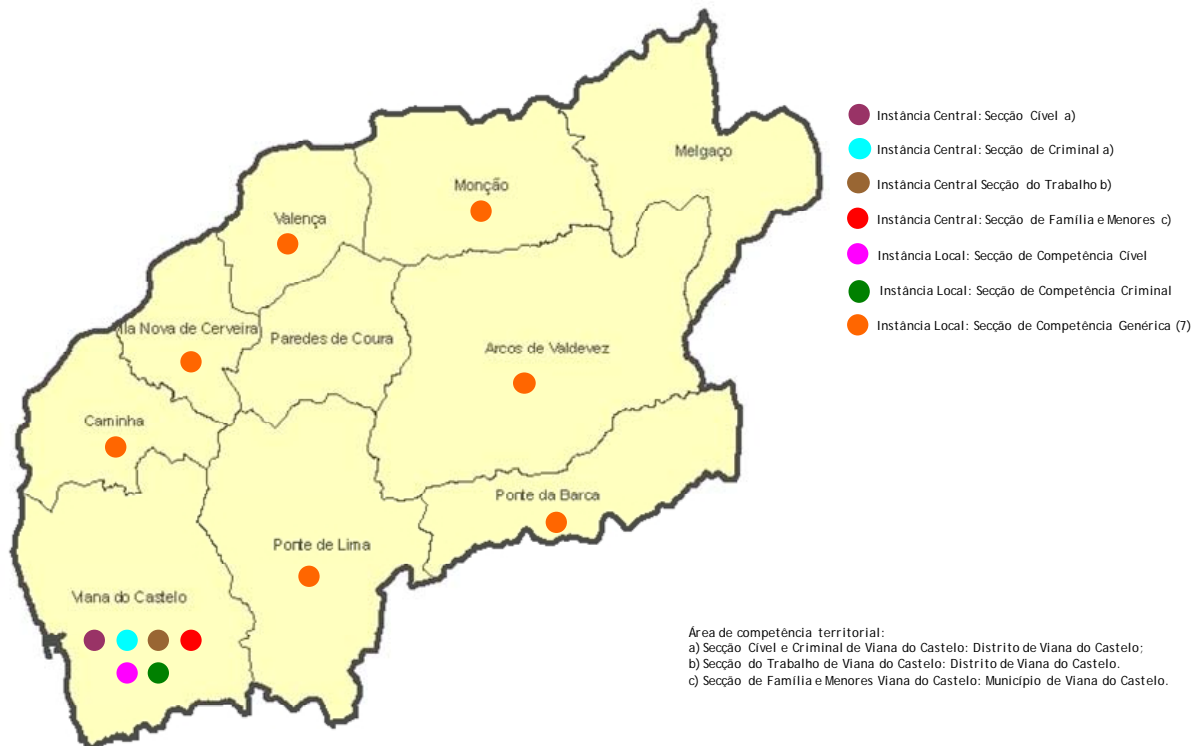 Melgaço
Monção
Valença
Vila Nova de Cerveira
Paredes de Coura
Arcos de Valdevez
Caminha
Ponte da Barca
Ponte de Lima
Viana do Castelo
Instância Central: Secção Cível a)
Instância Central: Secção de Criminal a)
Instância Central Secção do Trabalho b)
Instância Central: Secção de Família e Menores c)
Instância Local: Secção de Competência Cível
Instância Local: Secção de Competência Criminal
Instância Local: Secção de Competência Genérica (7)
Área de competência territorial:
a) Secção Cível e Criminal de Viana do Castelo: Distrito de Viana do Castelo;
b) Secção do Trabalho de Viana do Castelo: Distrito de Viana do Castelo.
c) Secção de Família e Menores Viana do Castelo: Município de Viana do Castelo.